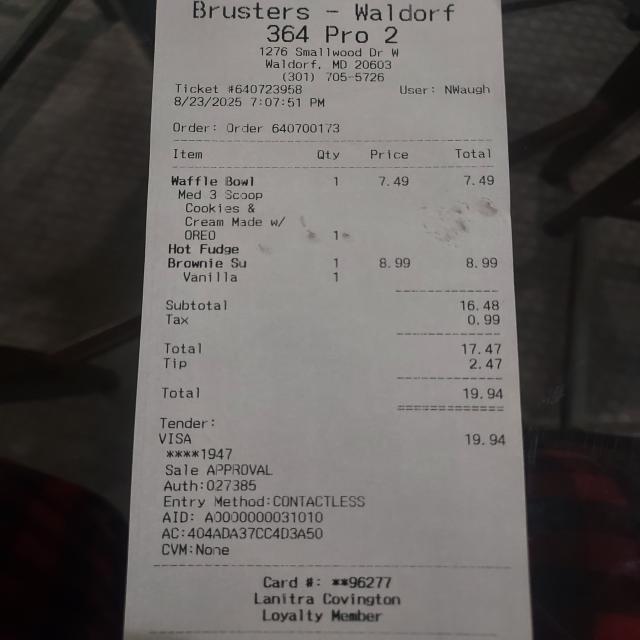 Brusters - Waldorf
364 Pro 2
1276 Smallwood Dr W
Waldorf, MD 20603
(301) 705-5726
Ticket #640723958 User: NWaugh
8/23/2025 7:07:51 PM
Order: Order 640700173
Item Qty Price Total
Waffle Bowl 1 7.49 7.49
Med 3 Scoop
Cookies &
Cream Made w/
OREO 1
Hot Fudge
Brownie Su 1 8.99 8.99
Vanilla 1
Subtotal 16.48
Tax 0.99
Total 17.47
Tip 2.47
Total 19.94
Tender:
VISA 19.94
****1947
Sale APPROVAL
Auth:027385
Entry Method:CONTACTLESS
AID: A0000000031010
AC:404ADA37CC4D3A50
CVM:None
Card #: **96277
Lanitra Covington
Loyalty Member